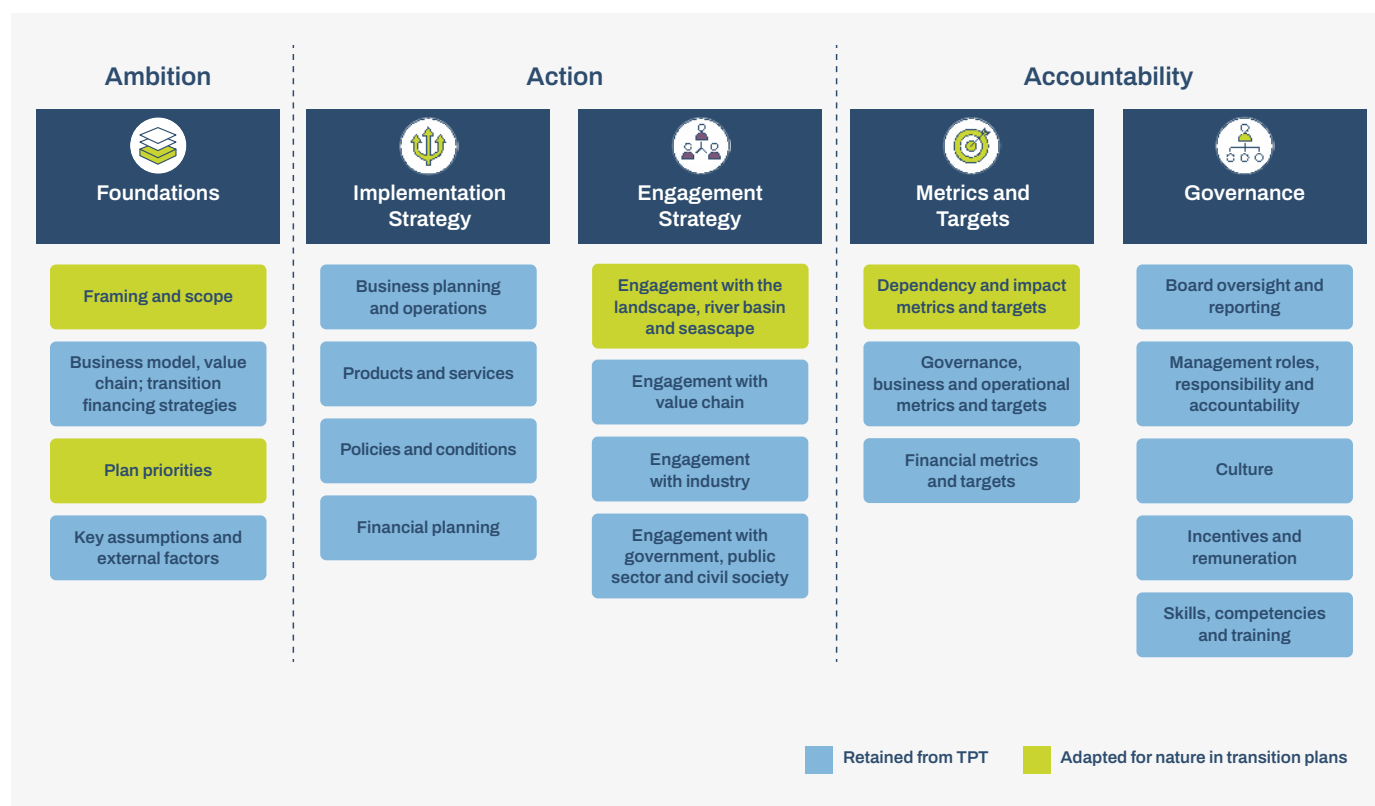 Ambition
Foundations
Framing and scope
Business model, value
chain; transition
financing strategies
Plan priorities
Key assumptions and
external factors
Action
Implementation
Strategy
Business planning
and operations
Products and services
Policies and conditions
Financial planning
Engagement
Strategy
Engagement with the
landscape, river basin
and seascape
Engagement with
value chain
Engagement
with industry
Engagement with
government, public
sector and civil society
Accountability
Metrics and
Targets
Dependency and impact
metrics and targets
Governance,
business and operational
metrics and targets
Financial metrics
and targets
Governance
Board oversight and
reporting
Management roles,
responsibility and
accountability
Culture
Incentives and
remuneration
Skills, competencies
and training
Retained from TPT
Adapted for nature in transition plans